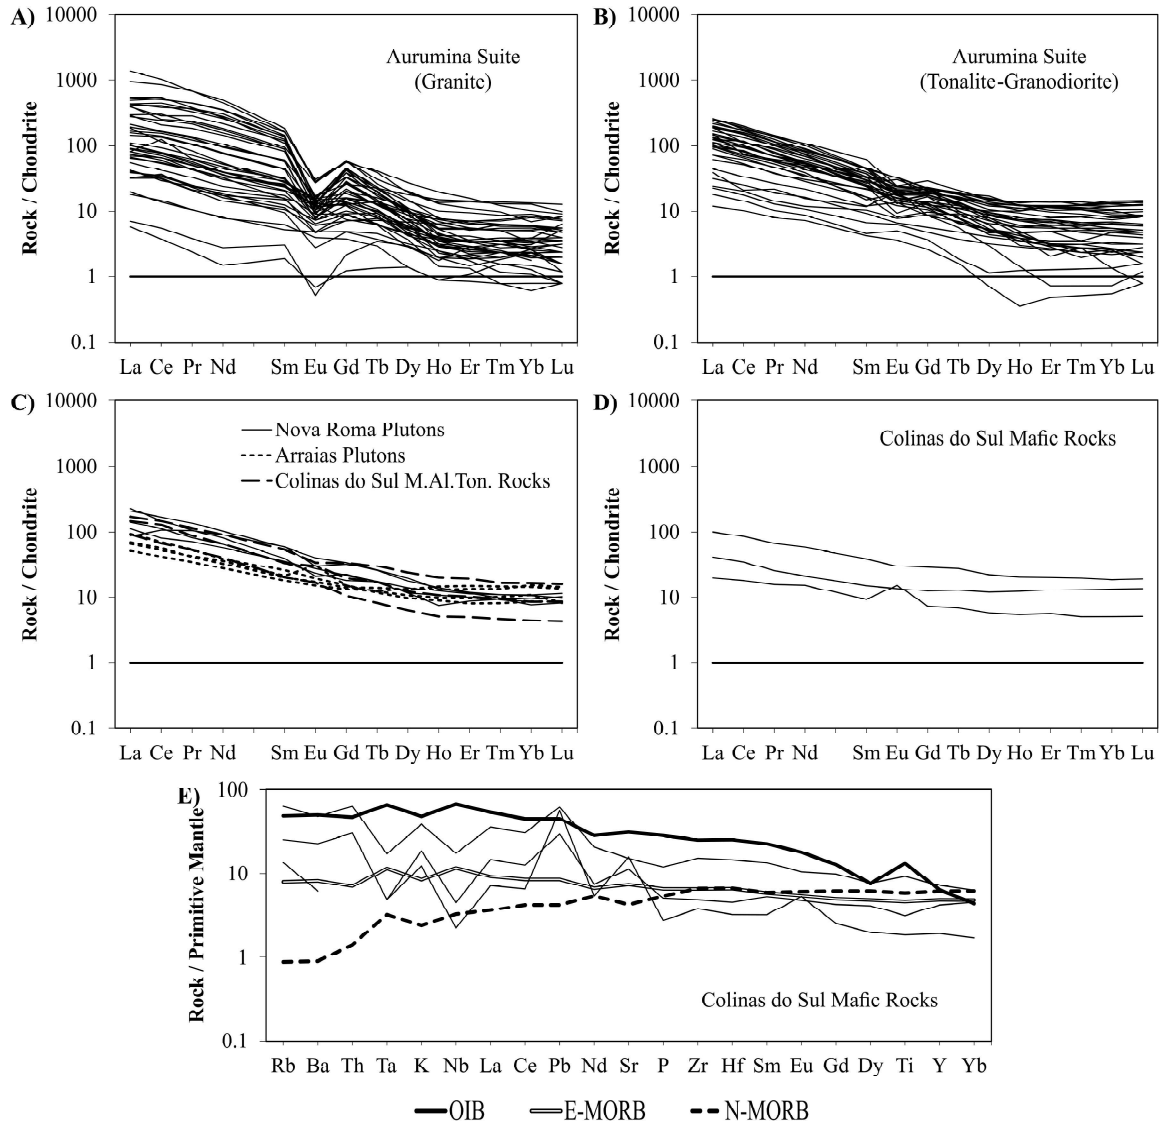 A)
10000
1000
100
10
1
0.1
Rock / Chondrite
Aurumina Suite
(Granite)
La Ce Pr Nd Sm Eu Gd Tb Dy Ho Er Tm Yb Lu
B)
10000
1000
100
10
1
0.1
Rock / Chondrite
Aurumina Suite
(Tonalite-Granodiorite)
La Ce Pr Nd Sm Eu Gd Tb Dy Ho Er Tm Yb Lu
C)
10000
1000
100
10
1
0.1
Rock / Chondrite
Nova Roma Plutons
Arraias Plutons
Colinas do Sul M.Al.Ton. Rocks
La Ce Pr Nd Sm Eu Gd Tb Dy Ho Er Tm Yb Lu
D)
10000
1000
100
10
1
0.1
Rock / Chondrite
Colinas do Sul Mafic Rocks
La Ce Pr Nd Sm Eu Gd Tb Dy Ho Er Tm Yb Lu
E)
100
10
1
0.1
Rock / Primitive Mantle
Colinas do Sul Mafic Rocks
Rb Ba Th Ta K Nb La Ce Pb Nd Sr P Zr Hf Sm Eu Gd Dy Ti Y Yb
OIB E-MORB N-MORB